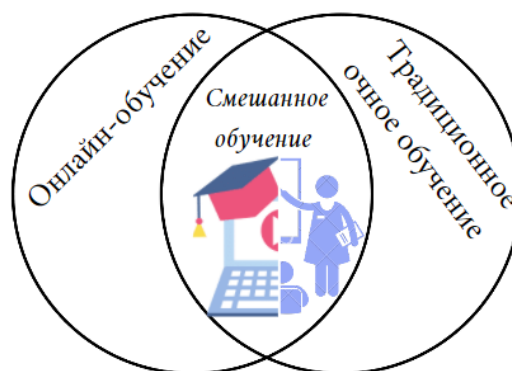 Онлайн-обучение
Смешанное
обучение
Традиционное
очное обучение